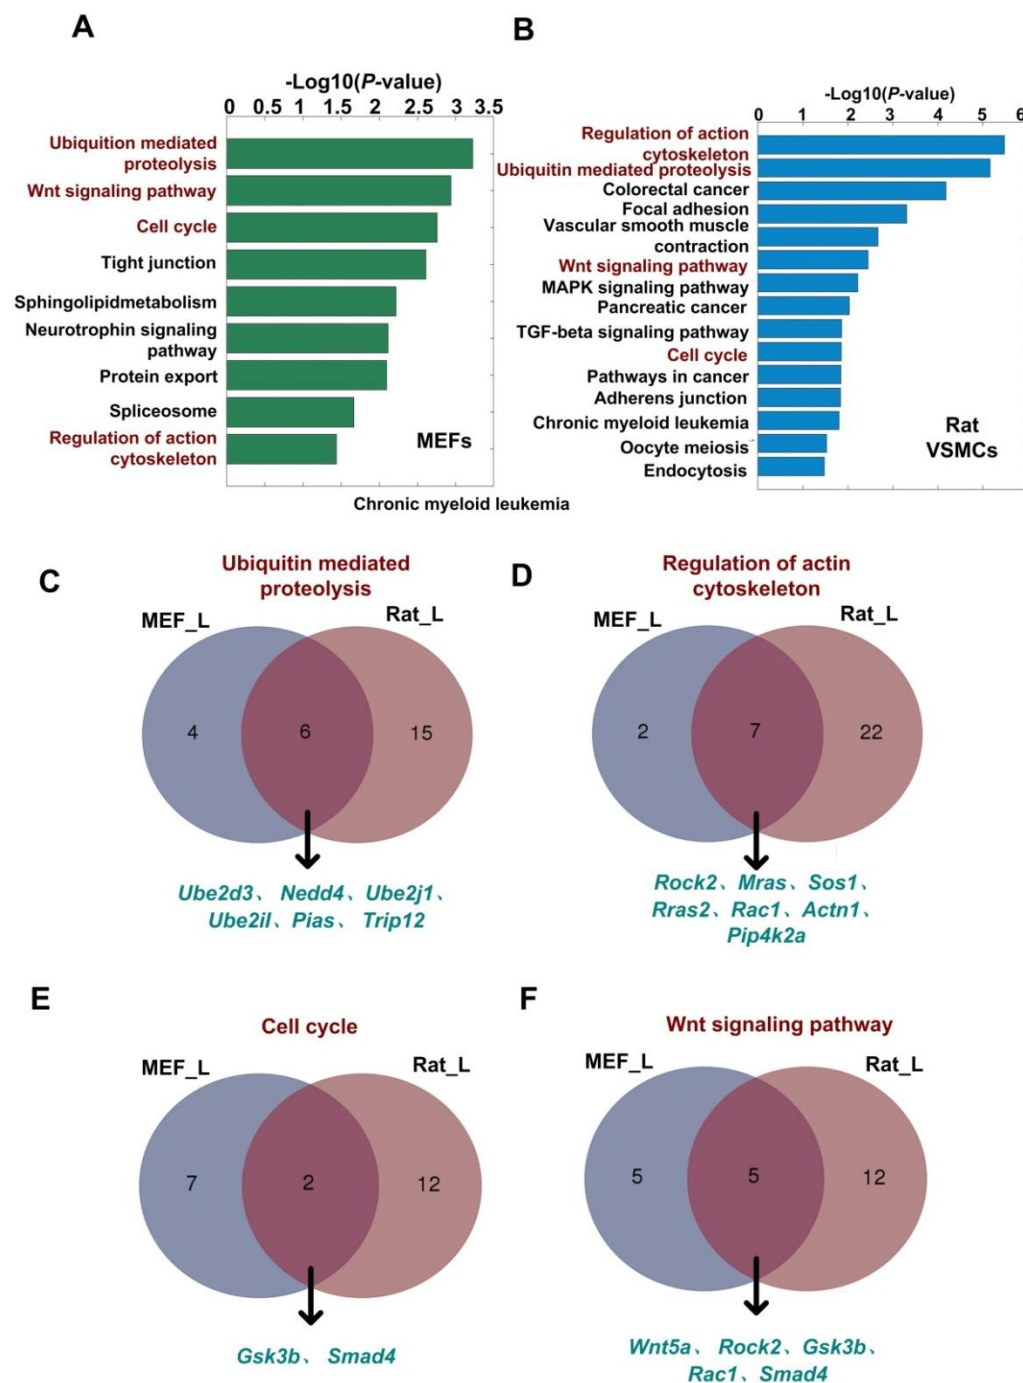 A
-Log10(P-value)
0 0.5 1 1.5 2 2.5 3 3.5
Ubiquition mediated
proteolysis
Wnt signaling pathway
Cell cycle
Tight junction
Sphingolipidmetabolism
Neurotrophin signaling
pathway
Protein export
Spliceosome
Regulation of action
cytoskeleton
MEFs
Chronic myeloid leukemia
B
-Log10(P-value)
0 1 2 3 4 5 6
Regulation of action
cytoskeleton
Ubiquitin mediated proteolysis
Colorectal cancer
Focal adhesion
Vascular smooth muscle
contraction
Wnt signaling pathway
MAPK signaling pathway
Pancreatic cancer
TGF-beta signaling pathway
Cell cycle
Pathways in cancer
Adherens junction
Chronic myeloid leukemia
Oocyte meiosis
Endocytosis
Rat
VSMCs
C
Ubiquitin mediated
proteolysis
MEF_L
Rat_L
4 6 15
Ube2d3、 Nedd4、 Ube2j1、
Ube2il、 Pias、 Trip12
D
Regulation of actin
cytoskeleton
MEF_L
Rat_L
2 7 22
Rock2、 Mras、 Sos1、
Rras2、 Rac1、 Actn1、
Pip4k2a
E
Cell cycle
MEF_L
Rat_L
7 2 12
Gsk3b、 Smad4
F
Wnt signaling pathway
MEF_L
Rat_L
5 5 12
Wnt5a、 Rock2、 Gsk3b、
Rac1、 Smad4